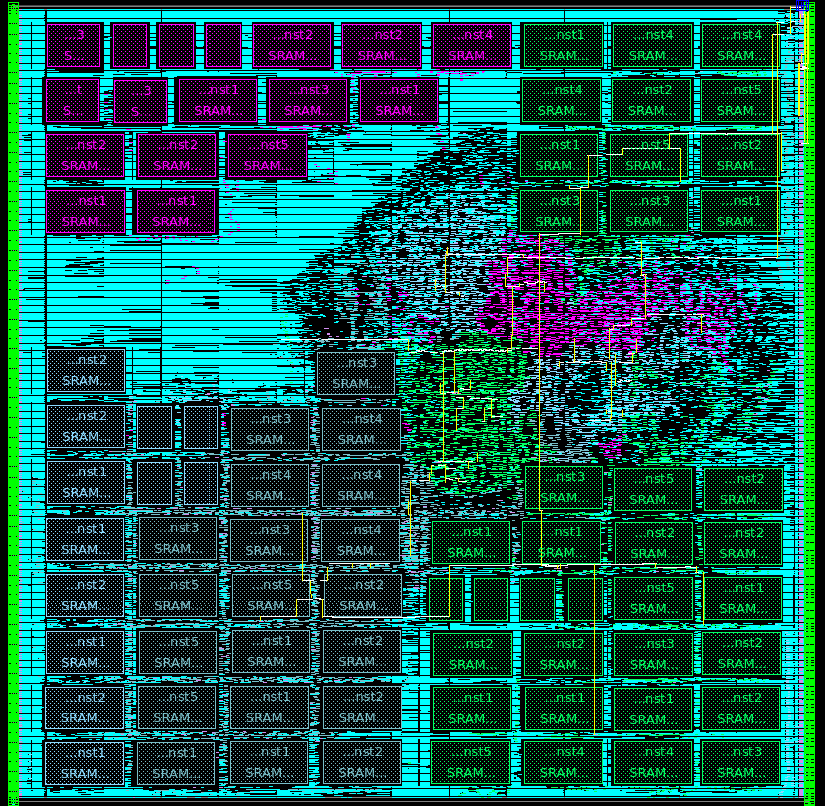 ...3 ...nst2 ...nst2 ...nst4 ...nst1 ...nst4 ...nst4
S... SRAM... SRAM... SRAM... SRAM... SRAM... SRAM...
...t ...3 ...nst1 ...nst3 ...nst1 ...nst4 ...nst2 ...nst5
S... S... SRAM... SRAM... SRAM... SRAM... SRAM... SRAM...
...nst2 ...nst2 ...nst5 ...nst1 ...nst5 ...nst2
SRAM... SRAM... SRAM... SRAM... SRAM... SRAM...
...nst1 ...nst1 ...nst3 ...nst3 ...nst1
SRAM... SRAM... SRAM... SRAM... SRAM...
...nst2 ...nst3
SRAM... SRAM...
...nst2 ...nst3 ...nst4
SRAM... SRAM... SRAM...
...nst1 ...nst4 ...nst4 ...nst3 ...nst5 ...nst2
SRAM... SRAM... SRAM... SRAM... SRAM... SRAM...
...nst1 ...nst3 ...nst3 ...nst4 ...nst1 ...nst1 ...nst2 ...nst2
SRAM... SRAM... SRAM... SRAM... SRAM... SRAM... SRAM... SRAM...
...nst2 ...nst5 ...nst5 ...nst2 ...nst5 ...nst1
SRAM... SRAM... SRAM... SRAM... SRAM... SRAM...
...nst1 ...nst5 ...nst1 ...nst2 ...nst2 ...nst2 ...nst3 ...nst2
SRAM... SRAM... SRAM... SRAM... SRAM... SRAM... SRAM... SRAM...
...nst2 ...nst5 ...nst1 ...nst2 ...nst1 ...nst1 ...nst1 ...nst2
SRAM... SRAM... SRAM... SRAM... SRAM... SRAM... SRAM... SRAM...
...nst1 ...nst1 ...nst1 ...nst2 ...nst5 ...nst4 ...nst4 ...nst3
SRAM... SRAM... SRAM... SRAM... SRAM... SRAM... SRAM... SRAM...